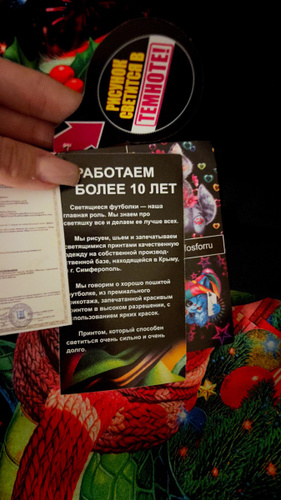 РИСУНОК
СВЕТИТСЯ В
ТЕМНОТЕ!
РАБОТАЕМ
БОЛЕЕ 10 ЛЕТ
Светящиеся футболки — наша
главная роль. Мы знаем про
светяшку все и делаем ее лучше всех.
Мы рисуем, шьем и запечатываем
светящимися принтами качественную
одежду на собственной производ-
ственной базе, находящейся в Крыму,
г. Симферополь.
Мы говорим о хорошо пошитой
футболке, из премиального
трикотажа, запечатанной красивым
принтом в высоком разрешении, с
использованием ярких красок.
Принтом, который способен
светиться очень сильно и очень
долго.
losforru